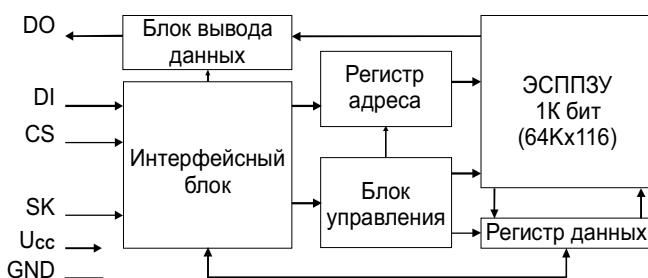 DO
Блок вывода
данных
DI
CS
SK
Ucc
GND
Интерфейсный
блок
Регистр
адреса
Блок
управления
ЭСППЗУ
1К бит
(64Kx116)
Регистр данных